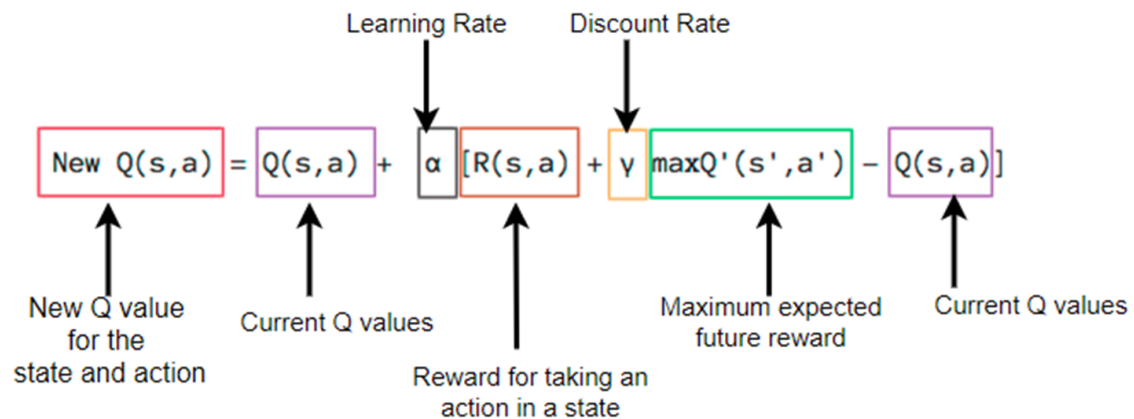 Learning Rate
Discount Rate
New Q(s,a) = Q(s,a) + α [R(s,a) + γ maxQ'(s',a') − Q(s,a)]
New Q value
for the
state and action
Current Q values
Reward for taking an
action in a state
Maximum expected
future reward
Current Q values